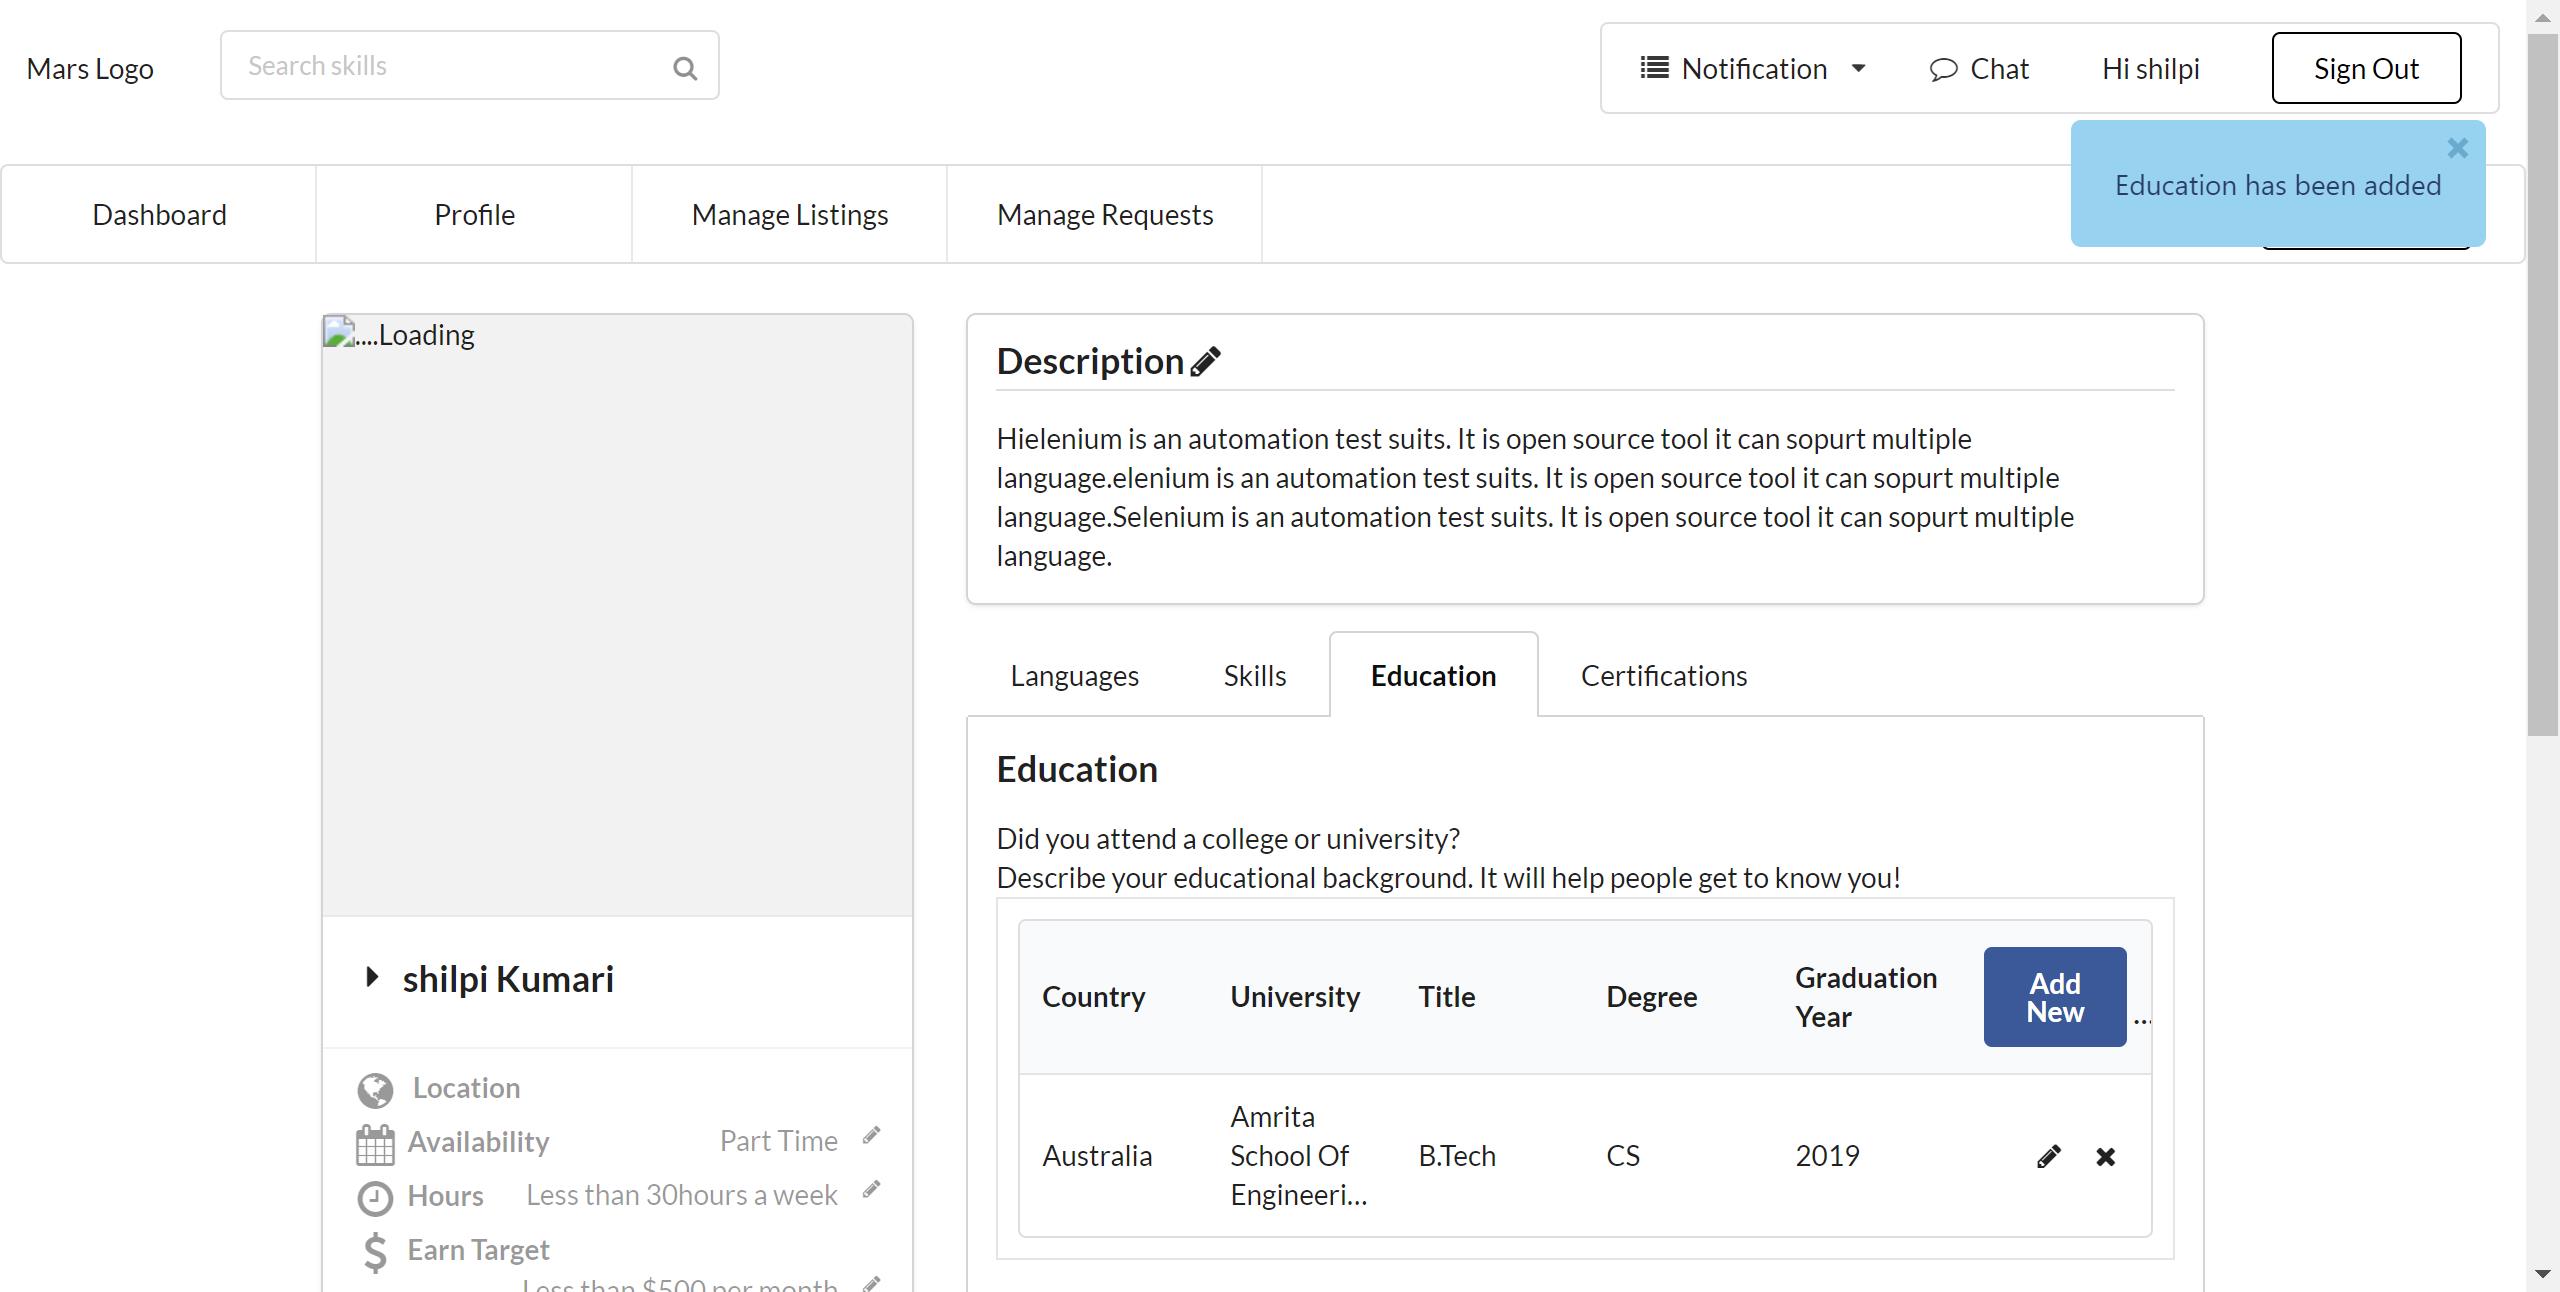 Mars Logo
Search skills
Notification
Chat
Hi shilpi
Sign Out
Education has been added
Dashboard
Profile
Manage Listings
Manage Requests
....Loading
shilpi Kumari
Location
Availability
Part Time
Hours
Less than 30hours a week
Earn Target
Less than $500 per month
Description
Hielenium is an automation test suits. It is open source tool it can sopurt multiple
language.elenium is an automation test suits. It is open source tool it can sopurt multiple
language.Selenium is an automation test suits. It is open source tool it can sopurt multiple
language.
Languages
Skills
Education
Certifications
Education
Did you attend a college or university?
Describe your educational background. It will help people get to know you!
Country
University
Title
Degree
Graduation
Year
Add
New
...
Australia
Amrita
School Of
Engineeri...
B.Tech
CS
2019